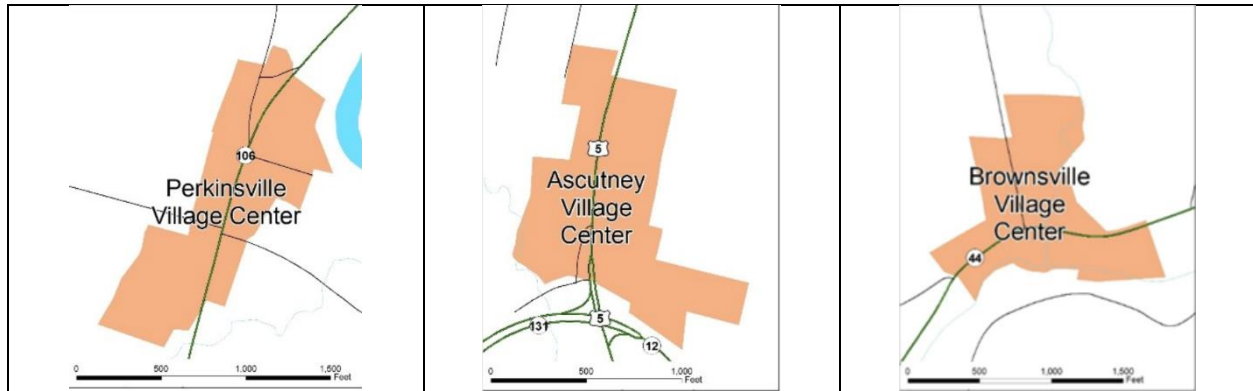 106
Perkinsville
Village Center
0 500 1,000 1,500
Feet
5
Ascutney
Village
Center
5
131
12
0 500 1,000
Feet
Brownsville
Village
Center
44
0 500 1,000 1,500
Feet